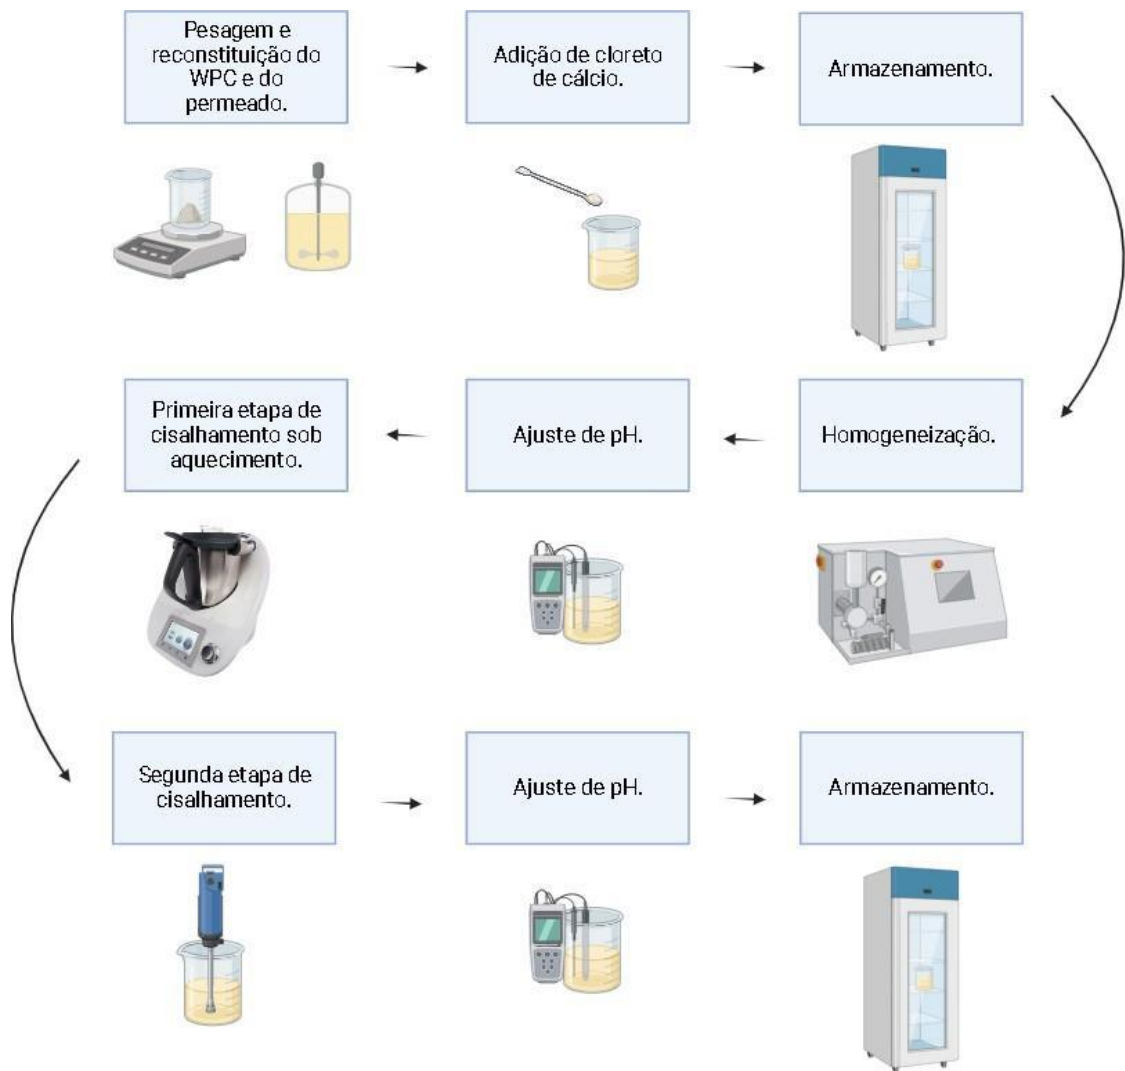 Pesagem e
reconstituição do
WPC e do
permeado.
Adição de cloreto
de cálcio.
Armazenamento.
Primeira etapa de
cisalhamento sob
aquecimento.
Ajuste de pH.
Homogeneização.
Segunda etapa de
cisalhamento.
Ajuste de pH.
Armazenamento.